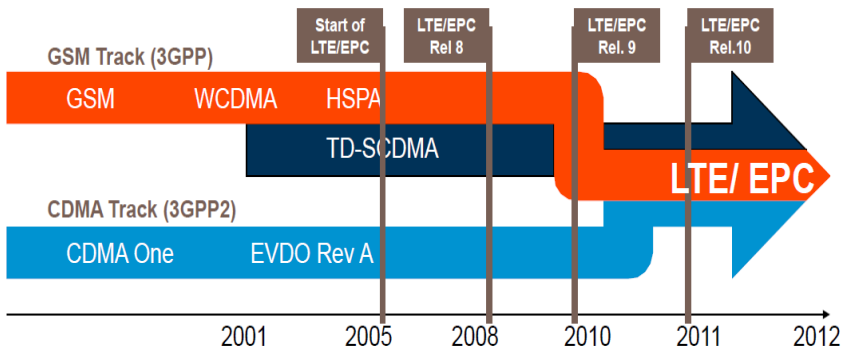 Start of
LTE/EPC
LTE/EPC
Rel 8
LTE/EPC
Rel. 9
LTE/EPC
Rel.10
GSM Track (3GPP)
GSM WCDMA HSPA
TD-SCDMA
LTE/ EPC
CDMA Track (3GPP2)
CDMA One EVDO Rev A
2001 2005 2008 2010 2011 2012